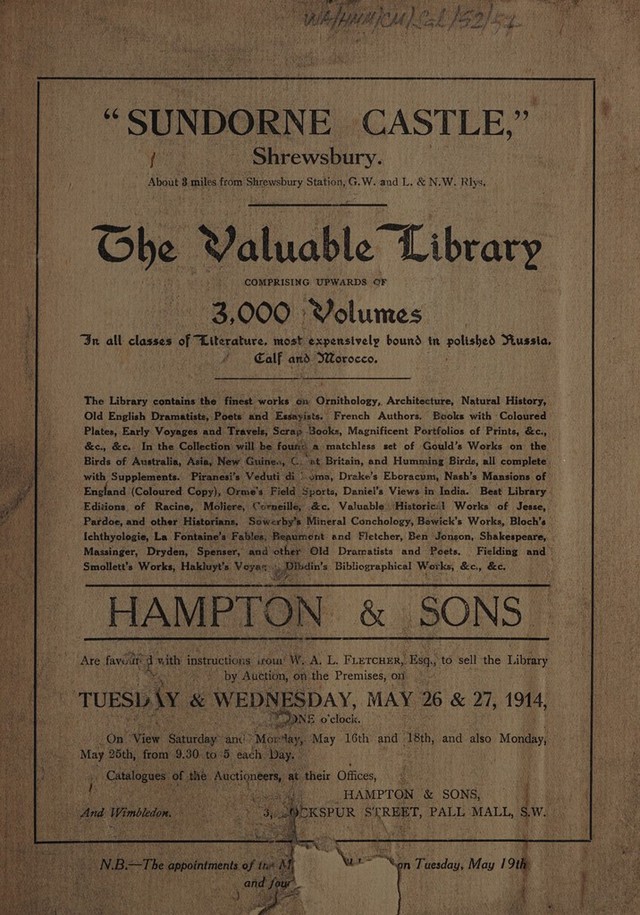 WA/HMM/CM/Sal/52/54
"SUNDORNE CASTLE,"
Shrewsbury.
About 3 miles from Shrewsbury Station, G.W. and L. & N.W. Rlys.
The Valuable Library
COMPRISING UPWARDS OF
3,000 Volumes
In all classes of Literature, most expensively bound in polished Russia,
Calf and Morocco.
The Library contains the finest works on Ornithology, Architecture, Natural History,
Old English Dramatists, Poets and Essayists. French Authors. Books with Coloured
Plates, Early Voyages and Travels, Scrap Books, Magnificent Portfolios of Prints, &c.,
&c., &c. In the Collection will be found a matchless set of Gould's Works on the
Birds of Australia, Asia, New Guinea, Great Britain, and Humming Birds, all complete
with Supplements. Piranesi's Veduti di Roma, Drake's Eboracum, Nash's Mansions of
England (Coloured Copy), Orme's Field Sports, Daniel's Views in India. Best Library
Editions of Racine, Moliere, Corneille, &c. Valuable Historical Works of Jesse,
Pardoe, and other Historians. Sowerby's Mineral Conchology, Bewick's Works, Bloch's
Ichthyologie, La Fontaine's Fables, Beaumont and Fletcher, Ben Jonson, Shakespeare,
Massinger, Dryden, Spenser, and other Old Dramatists and Poets. Fielding and
Smollett's Works, Hakluyt's Dibdin's Bibliographical Works, &c., &c.
HAMPTON & SONS
Are favoured with instructions from W. A. L. FLETCHER, Esq., to sell the Library
by Auction, on the Premises, on
TUESDAY & WEDNESDAY, MAY 26 & 27, 1914,
ONE o'clock.
On View Saturday and Monday, May 16th and 18th, and also Monday,
May 25th, from 9.30 to 5 each Day.
Catalogues of the Auctioneers, at their Offices,
HAMPTON & SONS,
And Wimbledon. 3, COCKSPUR STREET, PALL MALL, S.W.
N.B.—The appointments of the M on Tuesday, May 19th
and four